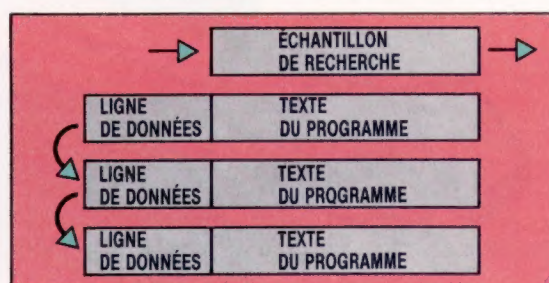 ÉCHANTILLON
DE RECHERCHE
LIGNE
DE DONNÉES
TEXTE
DU PROGRAMME
LIGNE
DE DONNÉES
TEXTE
DU PROGRAMME
LIGNE
DE DONNÉES
TEXTE
DU PROGRAMME